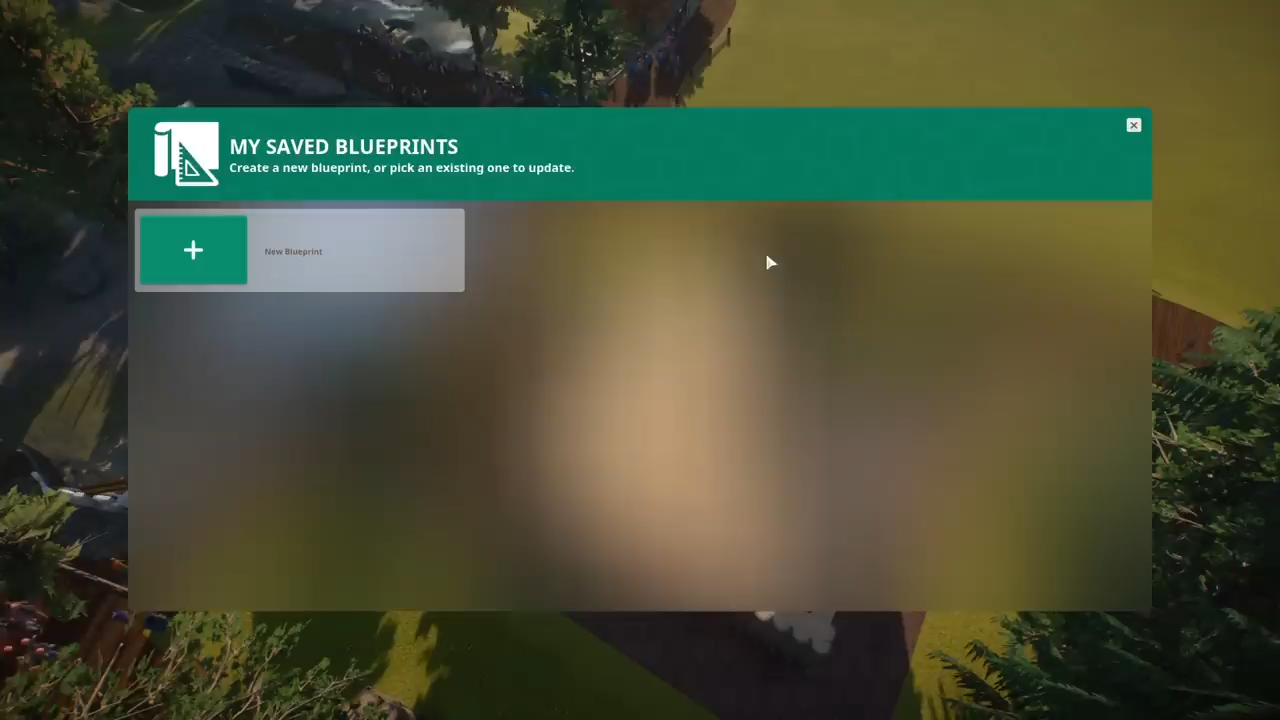 MY SAVED BLUEPRINTS
Create a new blueprint, or pick an existing one to update.
New Blueprint